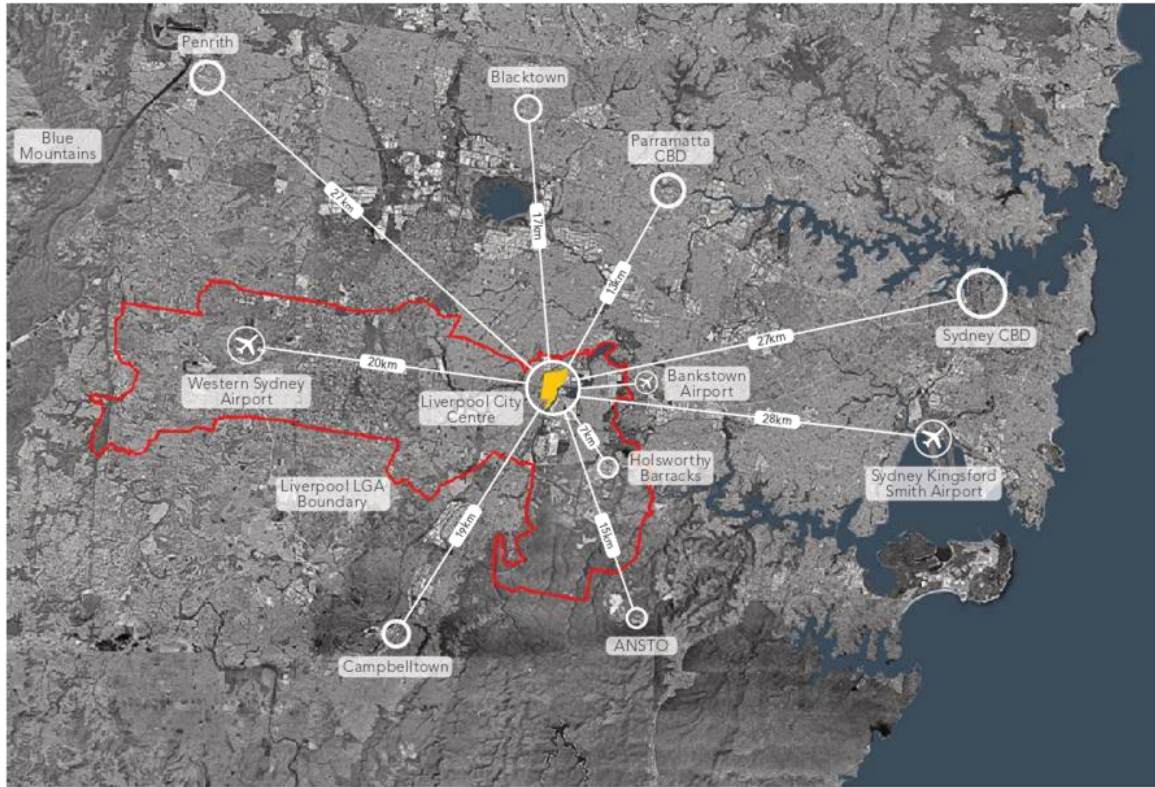 Penrith
Blacktown
Blue
Mountains
Parramatta
CBD
27km
17km
13km
Sydney CBD
27km
Western Sydney
Airport
20km
Liverpool City
Centre
Bankstown
Airport
28km
7km
Holsworthy
Barracks
Sydney Kingsford
Smith Airport
Liverpool LGA
Boundary
19km
15km
Campbelltown
ANSTO